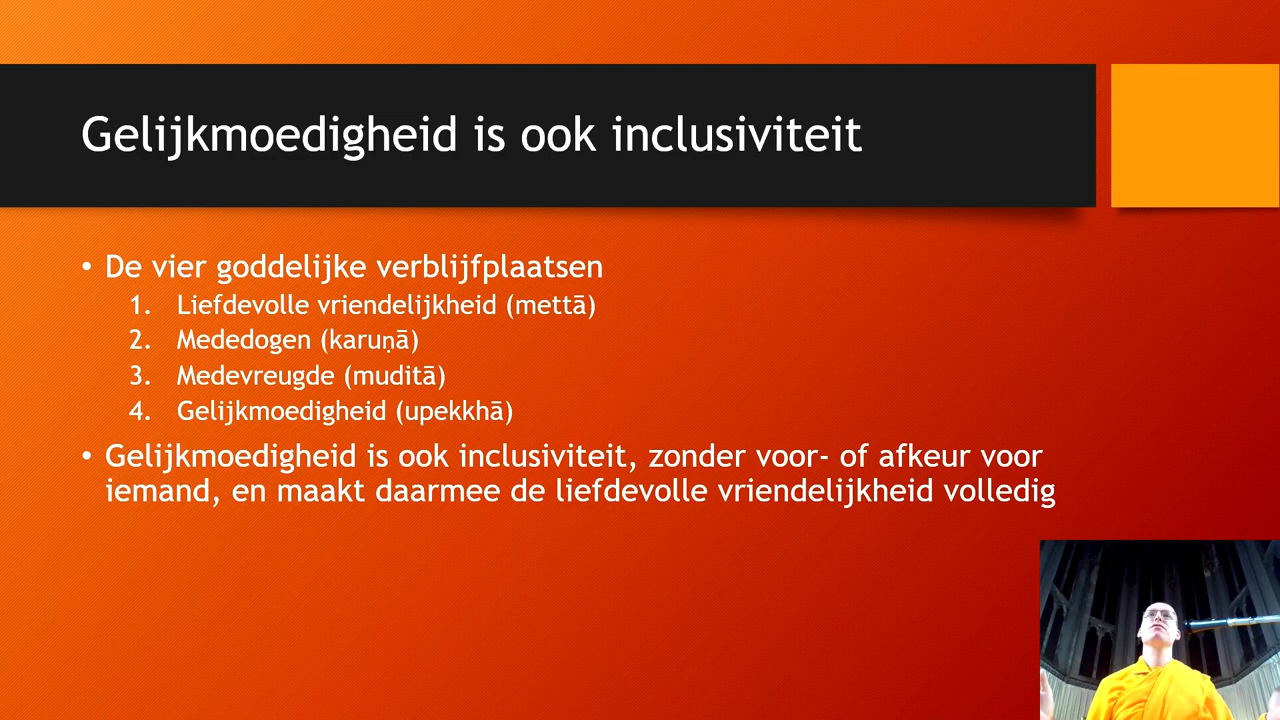 Gelijkmoedigheid is ook inclusiviteit
• De vier goddelijke verblijfplaatsen
1. Liefdevolle vriendelijkheid (mettā)
2. Mededogen (karuṇā)
3. Medevreugde (muditā)
4. Gelijkmoedigheid (upekkhā)
• Gelijkmoedigheid is ook inclusiviteit, zonder voor- of afkeur voor
iemand, en maakt daarmee de liefdevolle vriendelijkheid volledig